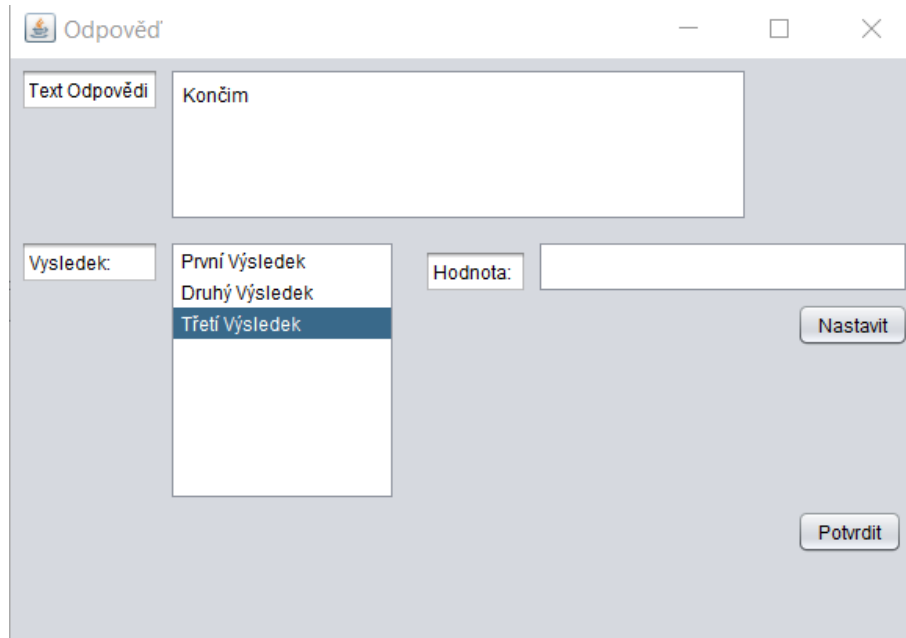 Odpověď
Text Odpovědi
Končim
Vysledek:
První Výsledek
Druhý Výsledek
Třetí Výsledek
Hodnota:
Nastavit
Potvrdit